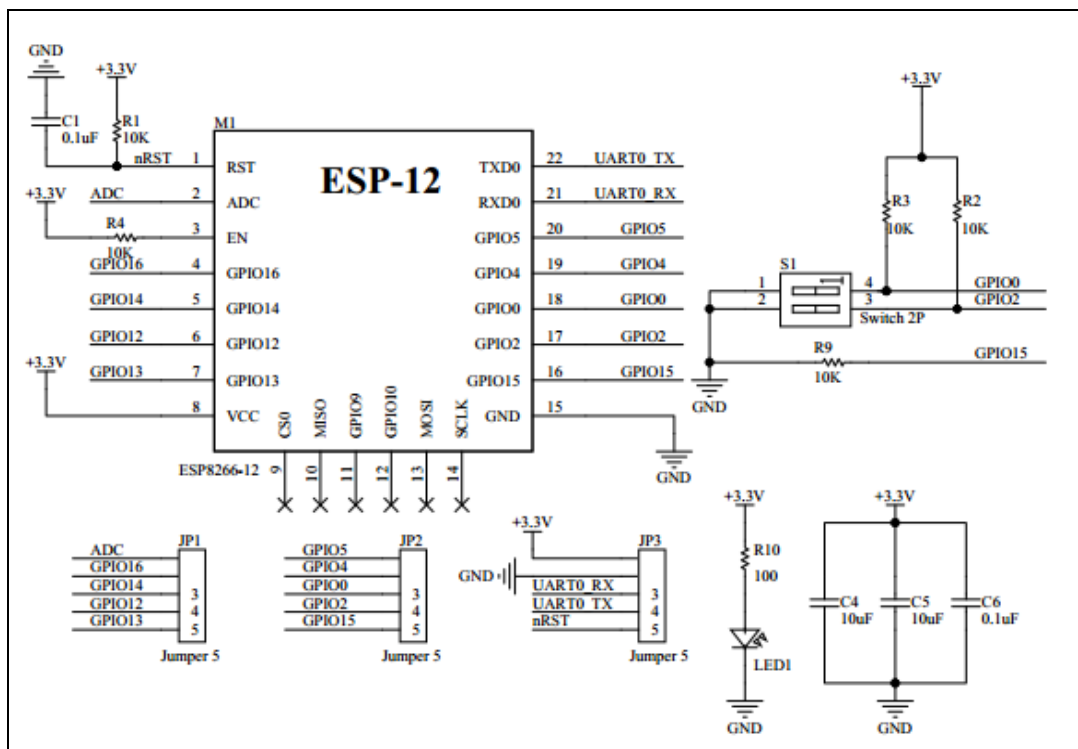 GND
+3.3V
C1
0.1uF
R1
10K
nRST
M1
ESP-12
1
RST
TXD0
22
UART0_TX
+3.3V
ADC
2
ADC
RXD0
21
UART0_RX
R4
10K
3
EN
GPIO5
20
GPIO5
GPIO16
4
GPIO16
GPIO4
19
GPIO4
GPIO14
5
GPIO14
GPIO0
18
GPIO0
GPIO12
6
GPIO12
GPIO2
17
GPIO2
+3.3V
GPIO13
7
GPIO13
GPIO15
16
GPIO15
8
VCC
GND
15
GND
CS0
MISO
GPIO9
GPIO10
MOSI
SCLK
ESP8266-12
9
10
11
12
13
14
+3.3V
R3
10K
R2
10K
S1
1
2
4
3
GPIO0
GPIO2
Switch 2P
R9
10K
GPIO15
GND
JP1
ADC
GPIO16
GPIO14
3
GPIO12
4
GPIO13
5
Jumper 5
JP2
GPIO5
GPIO4
GPIO0
3
GPIO2
4
GPIO15
5
Jumper 5
+3.3V
JP3
GND
UART0_RX
3
UART0_TX
4
nRST
5
Jumper 5
+3.3V
R10
100
LED1
GND
+3.3V
C4
10uF
C5
10uF
C6
0.1uF
GND